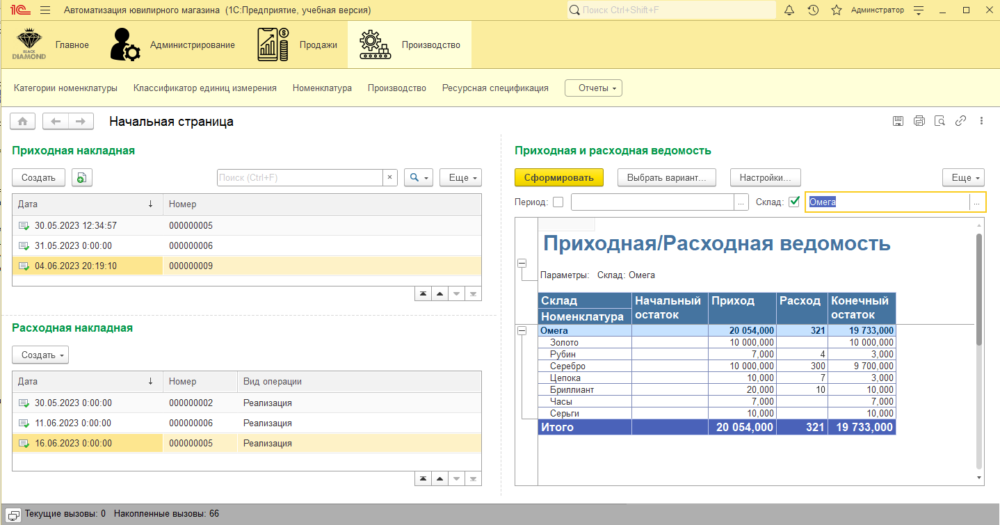 Автоматизация ювилирного магазина (1С:Предприятие, учебная версия) Поиск Ctrl+Shift+F Админстратор
BLACK
DIAMOND
Главное Администрирование Продажи Производство
Категории номенклатуры Классификатор единиц измерения Номенклатура Производство Ресурсная спецификация Отчеты
Начальная страница
Приходная накладная
Создать Поиск (Ctrl+F) × Еще
Дата ↓ Номер
30.05.2023 12:34:57 000000005
31.05.2023 0:00:00 000000006
04.06.2023 20:19:10 000000009
Расходная накладная
Создать
Дата ↓ Номер Вид операции
30.05.2023 0:00:00 000000002 Реализация
11.06.2023 0:00:00 000000006 Реализация
16.06.2023 0:00:00 000000005 Реализация
Приходная и расходная ведомость
Сформировать Выбрать вариант... Настройки... Еще
Период: ... Склад: Омега ...
Приходная/Расходная ведомость
Параметры: Склад: Омега
Склад Начальный остаток Приход Расход Конечный остаток
Номенклатура
Омега 20 054,000 321 19 733,000
Золото 10 000,000 10 000,000
Рубин 7,000 4 3,000
Серебро 10 000,000 300 9 700,000
Цепока 10,000 7 3,000
Бриллиант 20,000 10 10,000
Часы 7,000 7,000
Серьги 10,000 10,000
Итого 20 054,000 321 19 733,000
Текущие вызовы: 0 Накопленные вызовы: 66